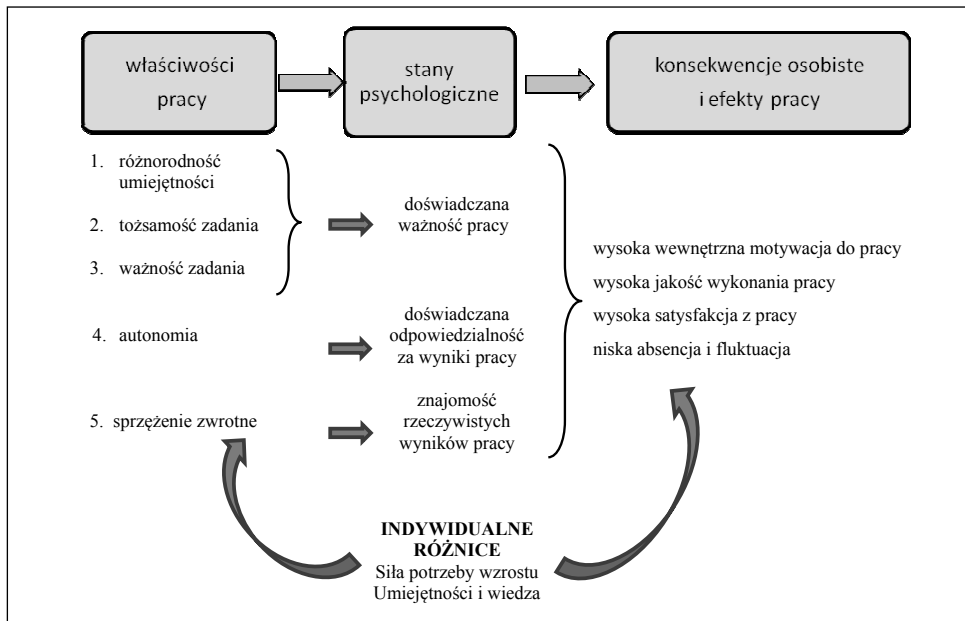 właściwości
pracy
stany
psychologiczne
konsekwencje osobiste
i efekty pracy
1. różnorodność
umiejętności
2. tożsamość zadania
3. ważność zadania
4. autonomia
5. sprzężenie zwrotne
doświadczana
ważność pracy
doświadczana
odpowiedzialność
za wyniki pracy
znajomość
rzeczywistych
wyników pracy
wysoka wewnętrzna motywacja do pracy
wysoka jakość wykonania pracy
wysoka satysfakcja z pracy
niska absencja i fluktuacja
INDYWIDUALNE
RÓŻNICE
Siła potrzeby wzrostu
Umiejętności i wiedza